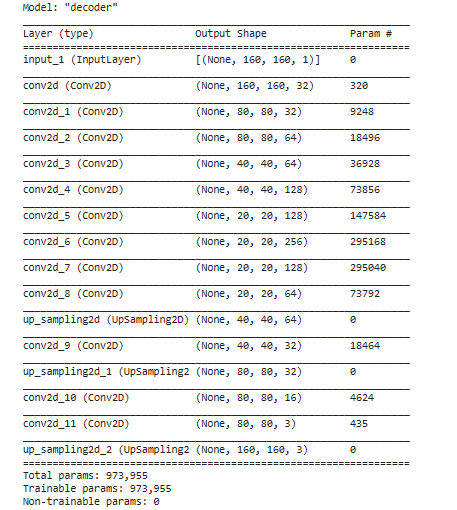 Model: "decoder"
_________________________________________________________________
Layer (type)                 Output Shape              Param #
=================================================================
input_1 (InputLayer)         [(None, 160, 160, 1)]     0
_________________________________________________________________
conv2d (Conv2D)              (None, 160, 160, 32)      320
_________________________________________________________________
conv2d_1 (Conv2D)            (None, 80, 80, 32)        9248
_________________________________________________________________
conv2d_2 (Conv2D)            (None, 80, 80, 64)        18496
_________________________________________________________________
conv2d_3 (Conv2D)            (None, 40, 40, 64)        36928
_________________________________________________________________
conv2d_4 (Conv2D)            (None, 40, 40, 128)       73856
_________________________________________________________________
conv2d_5 (Conv2D)            (None, 20, 20, 128)       147584
_________________________________________________________________
conv2d_6 (Conv2D)            (None, 20, 20, 256)       295168
_________________________________________________________________
conv2d_7 (Conv2D)            (None, 20, 20, 128)       295040
_________________________________________________________________
conv2d_8 (Conv2D)            (None, 20, 20, 64)        73792
_________________________________________________________________
up_sampling2d (UpSampling2D) (None, 40, 40, 64)        0
_________________________________________________________________
conv2d_9 (Conv2D)            (None, 40, 40, 32)        18464
_________________________________________________________________
up_sampling2d_1 (UpSampling2 (None, 80, 80, 32)        0
_________________________________________________________________
conv2d_10 (Conv2D)           (None, 80, 80, 16)        4624
_________________________________________________________________
conv2d_11 (Conv2D)           (None, 80, 80, 3)         435
_________________________________________________________________
up_sampling2d_2 (UpSampling2 (None, 160, 160, 3)       0
=================================================================
Total params: 973,955
Trainable params: 973,955
Non-trainable params: 0